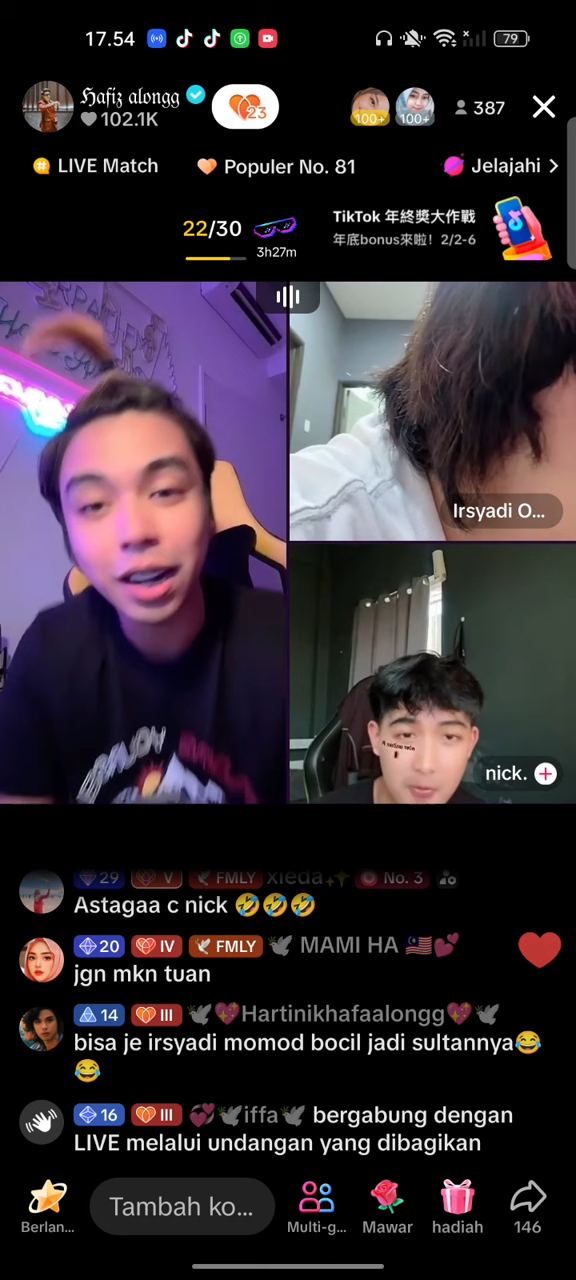 17.54
79
Hafiz alongg
102.1K
23
100+
100+
387
LIVE Match
Populer No. 81
Jelajahi
22/30
3h27m
TikTok 年終獎大作戰
年底bonus來啦！2/2-6
Irsyadi O...
nick.
29 V FMLY xieda No. 3
Astagaa c nick 🤣🤣🤣
20 IV FMLY 🕊 MAMI HA 🇲🇾💕
jgn mkn tuan
14 III 🕊💖Hartinikhafaalongg💖🕊
bisa je irsyadi momod bocil jadi sultannya😂
😂
16 III 💞🕊iffa🕊 bergabung dengan
LIVE melalui undangan yang dibagikan
Berlan...
Tambah ko...
Multi-g...
Mawar
hadiah
146